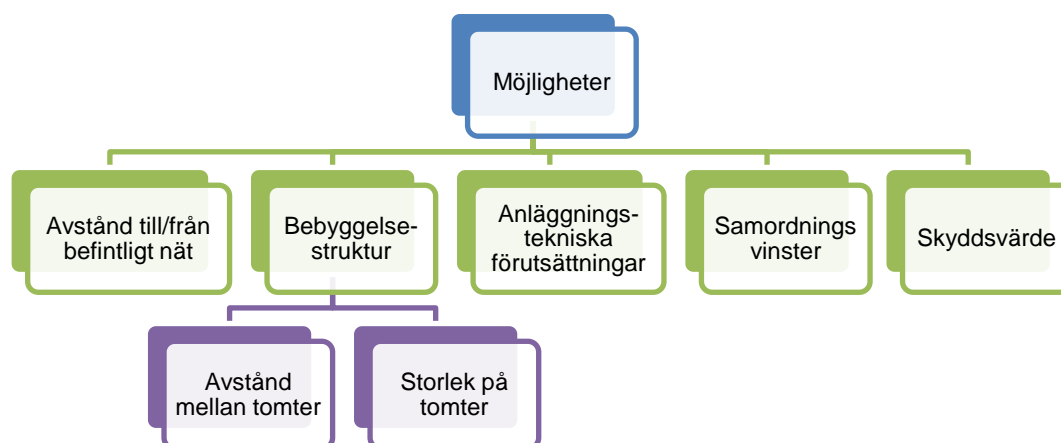 Möjligheter
Avstånd till/från
befintligt nät
Bebyggelse-
struktur
Anläggnings-
tekniska
förutsättningar
Samordnings
vinster
Skyddsvärde
Avstånd
mellan tomter
Storlek på
tomter